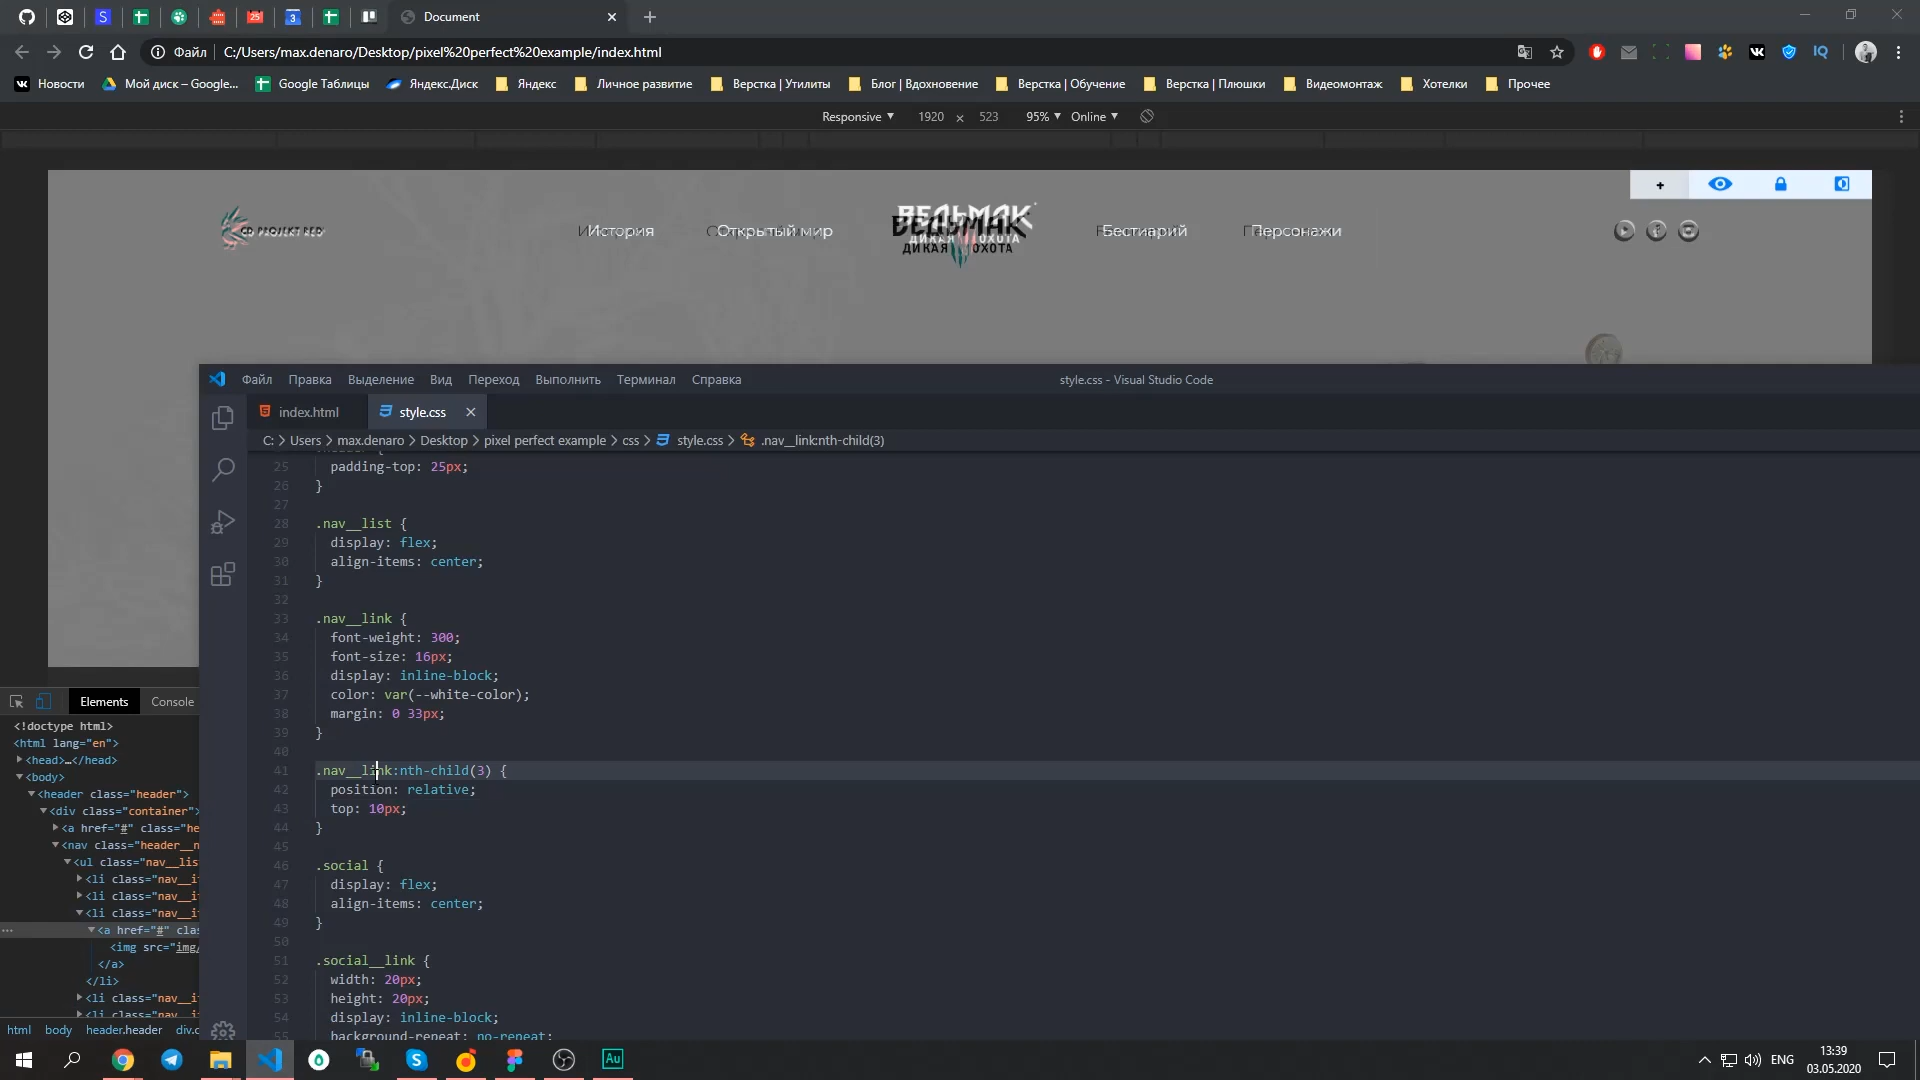 Document
Файл C:/Users/max.denaro/Desktop/pixel%20perfect%20example/index.html
Новости Мой диск – Google... Google Таблицы Яндекс.Диск Яндекс Личное развитие Верстка | Утилиты Блог | Вдохновение Верстка | Обучение Верстка | Плюшки Видеомонтаж Хотелки Прочее
Responsive 1920 x 523 95% Online
CD PROJEKT RED История Открытый мир ВЕДЬМАК ДИКАЯ ОХОТА Бестиарий Персонажи
Файл Правка Выделение Вид Переход Выполнить Терминал Справка style.css - Visual Studio Code
index.html style.css
C: > Users > max.denaro > Desktop > pixel perfect example > css > style.css > .nav__link:nth-child(3)
25 padding-top: 25px;
26 }
27
28 .nav__list {
29 display: flex;
30 align-items: center;
31 }
32
33 .nav__link {
34 font-weight: 300;
35 font-size: 16px;
36 display: inline-block;
37 color: var(--white-color);
38 margin: 0 33px;
39 }
40
41 .nav__link:nth-child(3) {
42 position: relative;
43 top: 10px;
44 }
45
46 .social {
47 display: flex;
48 align-items: center;
49 }
50
51 .social__link {
52 width: 20px;
53 height: 20px;
54 display: inline-block;
55 background-repeat: no-repeat;
Elements Console
<!doctype html>
<html lang="en">
<head>…</head>
<body>
<header class="header">
<div class="container">
<a href="#" class="he
<nav class="header__n
<ul class="nav__lis
<li class="nav__i
<li class="nav__i
<li class="nav__i
<a href="#" clas
<img src="img/
</a>
</li>
<li class="nav__i
<li class="nav__i
html body header.header div.c
ENG 13:39
03.05.2020